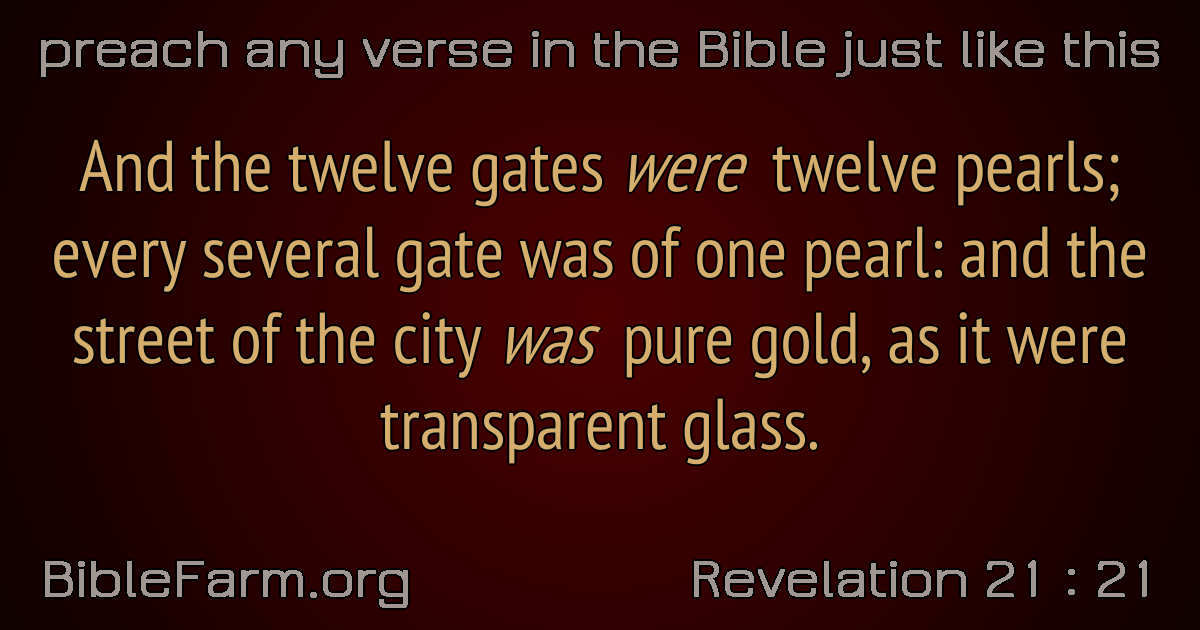 preach any verse in the Bible just like this
And the twelve gates were twelve pearls;
every several gate was of one pearl: and the
street of the city was pure gold, as it were
transparent glass.
BibleFarm.org
Revelation 21 : 21